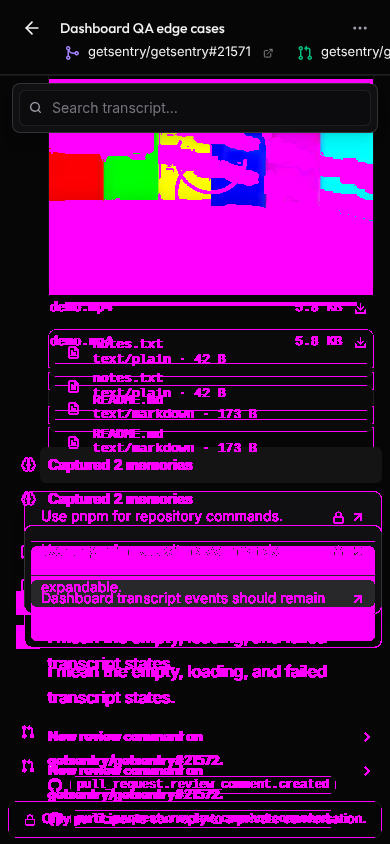 Dashboard QA edge cases
getsentry/getsentry#21571 getsentry/g
Search transcript...
demo.mp4 5.8 KB
demo.mp4 5.8 KB
notes.txt
text/plain - 42 B
notes.txt
text/plain - 42 B
README.md
text/markdown - 173 B
README.md
text/markdown - 173 B
Captured 2 memories
Captured 2 memories
Use pnpm for repository commands.
expandable.
Dashboard transcript events should remain
I mean the empty, loading, and failed
transcript states.
I mean the empty, loading, and failed
transcript states.
New review comment on
getsentry/getsentry#21572.
New review comment on
pull_request.review_comment.created
getsentry/getsentry#21572.